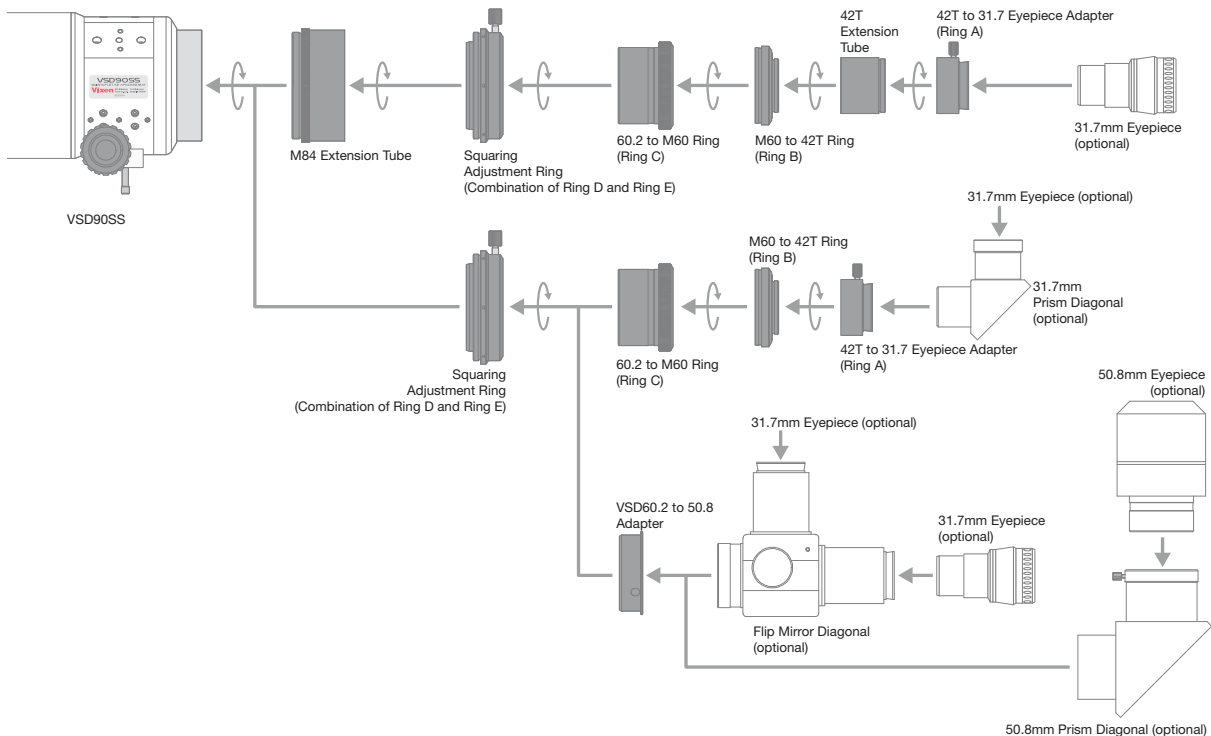 42T
Extension
Tube
42T to 31.7 Eyepiece Adapter
(Ring A)
VSD90SS
Vixen
M84 Extension Tube
Squaring
Adjustment Ring
(Combination of Ring D and Ring E)
60.2 to M60 Ring
(Ring C)
M60 to 42T Ring
(Ring B)
31.7mm Eyepiece
(optional)
VSD90SS
31.7mm Eyepiece (optional)
M60 to 42T Ring
(Ring B)
31.7mm
Prism Diagonal
(optional)
42T to 31.7 Eyepiece Adapter
(Ring A)
60.2 to M60 Ring
(Ring C)
Squaring
Adjustment Ring
(Combination of Ring D and Ring E)
50.8mm Eyepiece
(optional)
31.7mm Eyepiece (optional)
VSD60.2 to 50.8
Adapter
31.7mm Eyepiece
(optional)
Flip Mirror Diagonal
(optional)
50.8mm Prism Diagonal (optional)